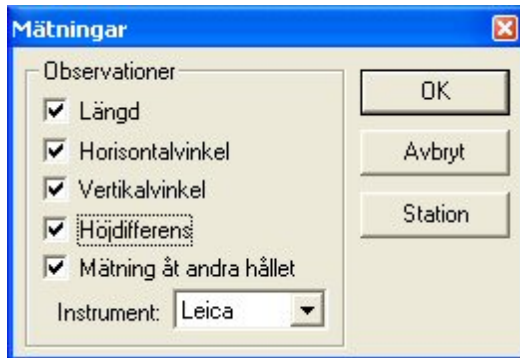 Mätningar
Observationer
Längd
Horisontalvinkel
Vertikalvinkel
Höjdifferens
Mätning åt andra hållet
Instrument: Leica
OK
Avbryt
Station